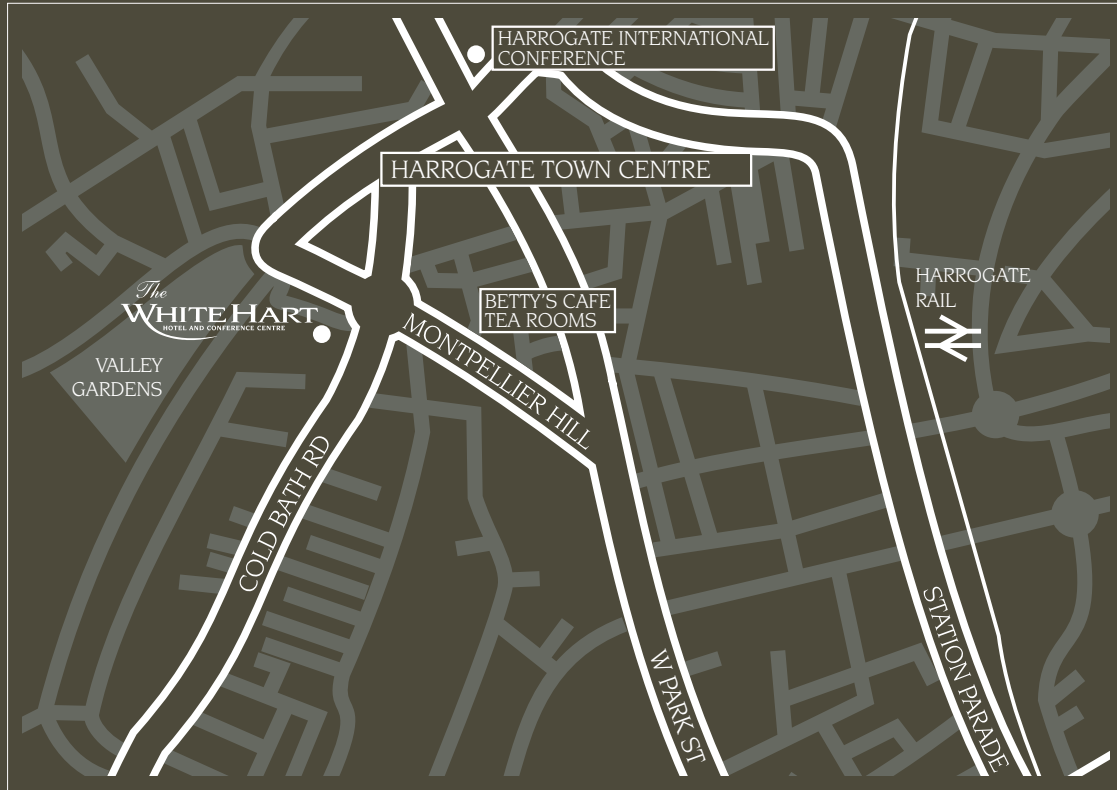 HARROGATE INTERNATIONAL
CONFERENCE
HARROGATE TOWN CENTRE
HARROGATE
RAIL
The
WHITE HART
HOTEL AND CONFERENCE CENTRE
BETTY'S CAFE
TEA ROOMS
MONTPELLIER HILL
VALLEY
GARDENS
COLD BATH RD
W PARK ST
STATION PARADE